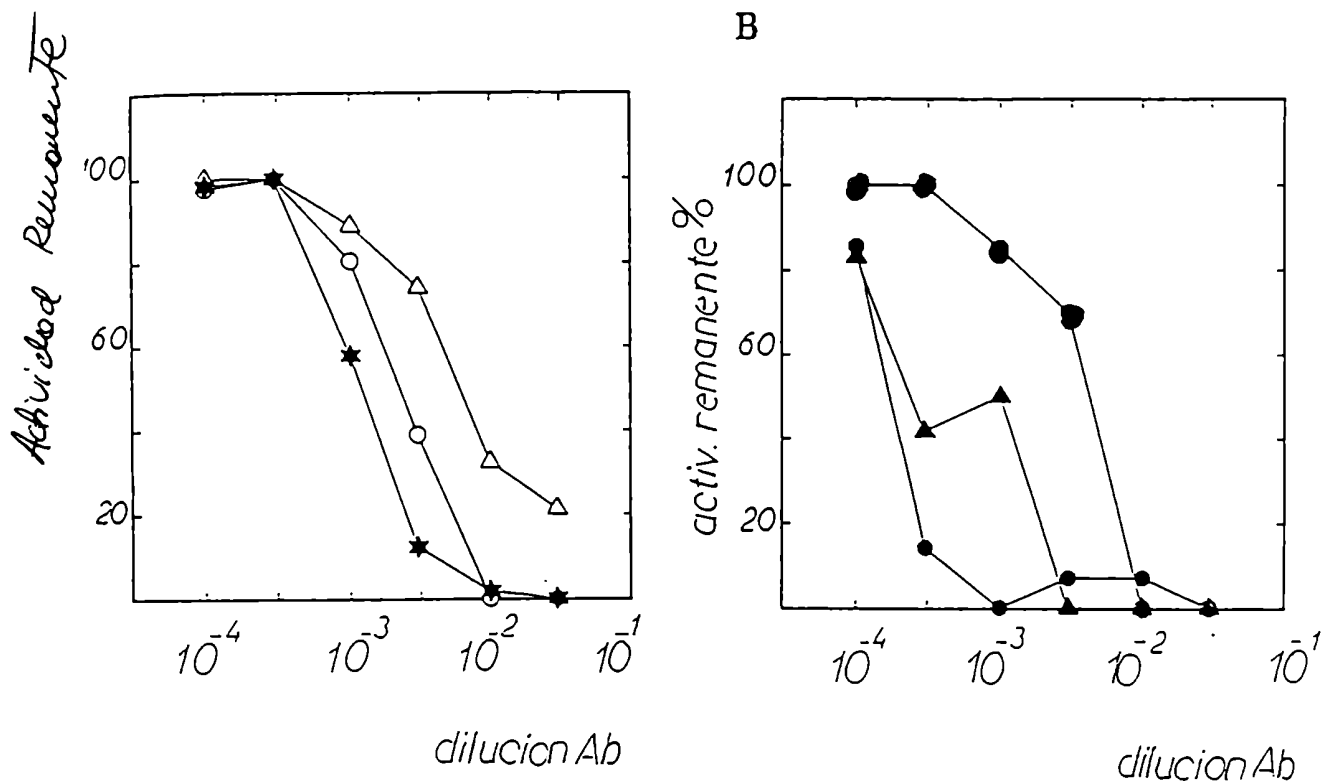 B
Actividad Remanente
100
60
20
10-4
10-3
10-2
10-1
dilucion Ab
activ. remanente %
100
60
20
10-4
10-3
10-2
10-1
dilucion Ab